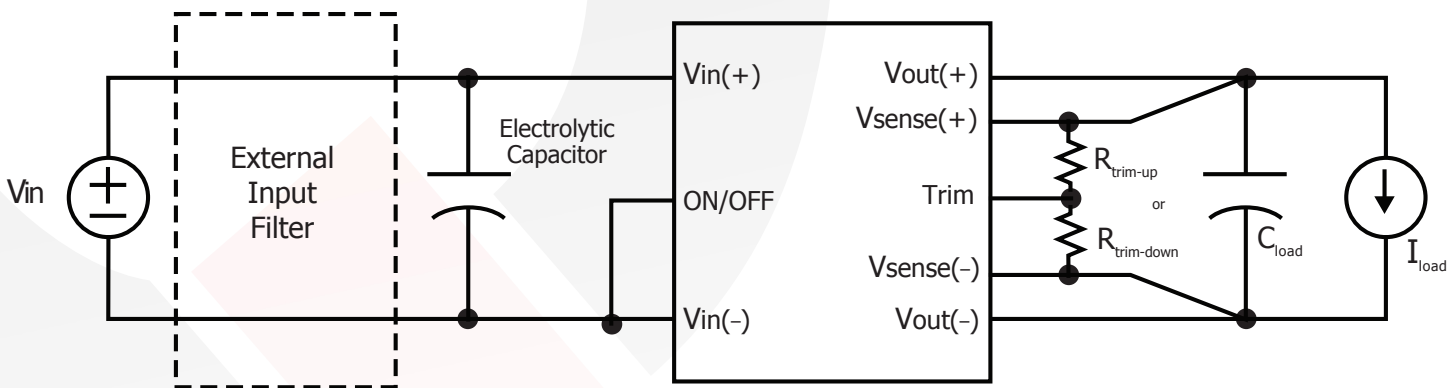 Vin
+
−
External
Input
Filter
Electrolytic
Capacitor
Vin(+)
ON/OFF
Vin(−)
Vout(+)
Vsense(+)
Trim
Vsense(−)
Vout(−)
Rtrim-up
or
Rtrim-down
Cload
Iload